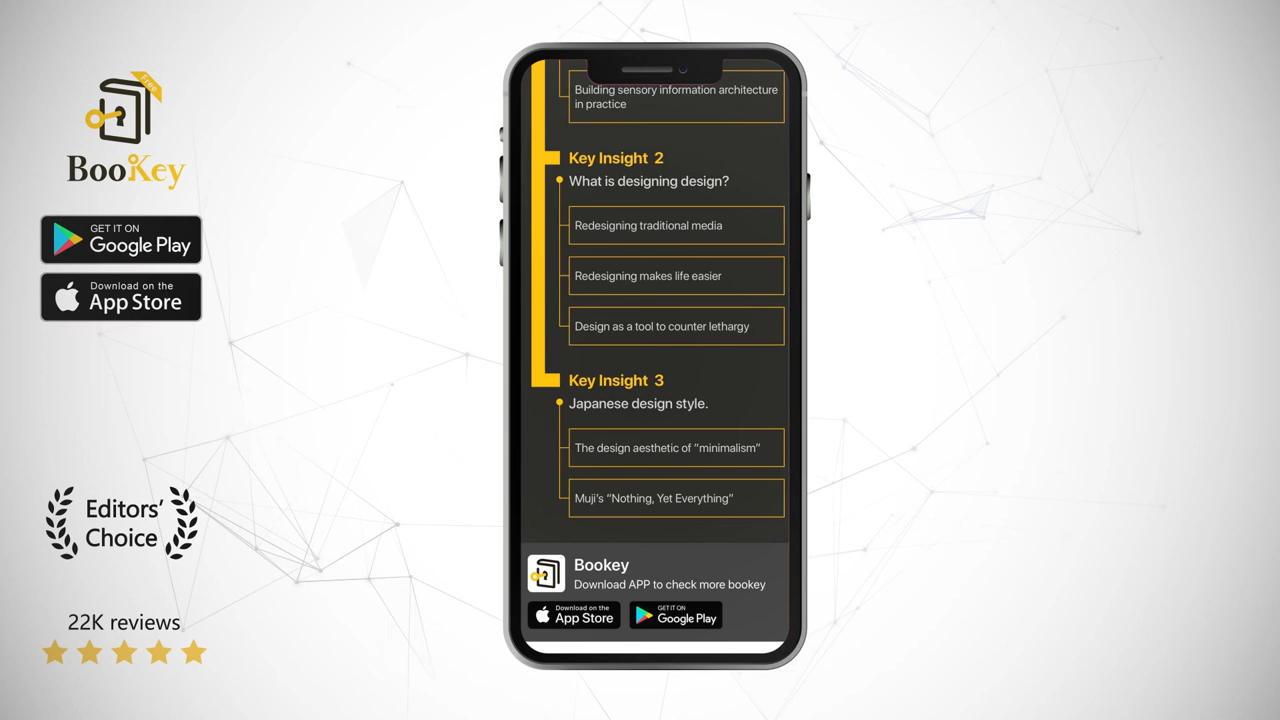 Free
BooKey
GET IT ON
Google Play
Download on the
App Store
Editors’
Choice
22K reviews
Building sensory information architecture
in practice
Key Insight 2
What is designing design?
Redesigning traditional media
Redesigning makes life easier
Design as a tool to counter lethargy
Key Insight 3
Japanese design style.
The design aesthetic of “minimalism”
Muji’s “Nothing, Yet Everything”
Bookey
Download APP to check more bookey
Download on the
App Store
GET IT ON
Google Play